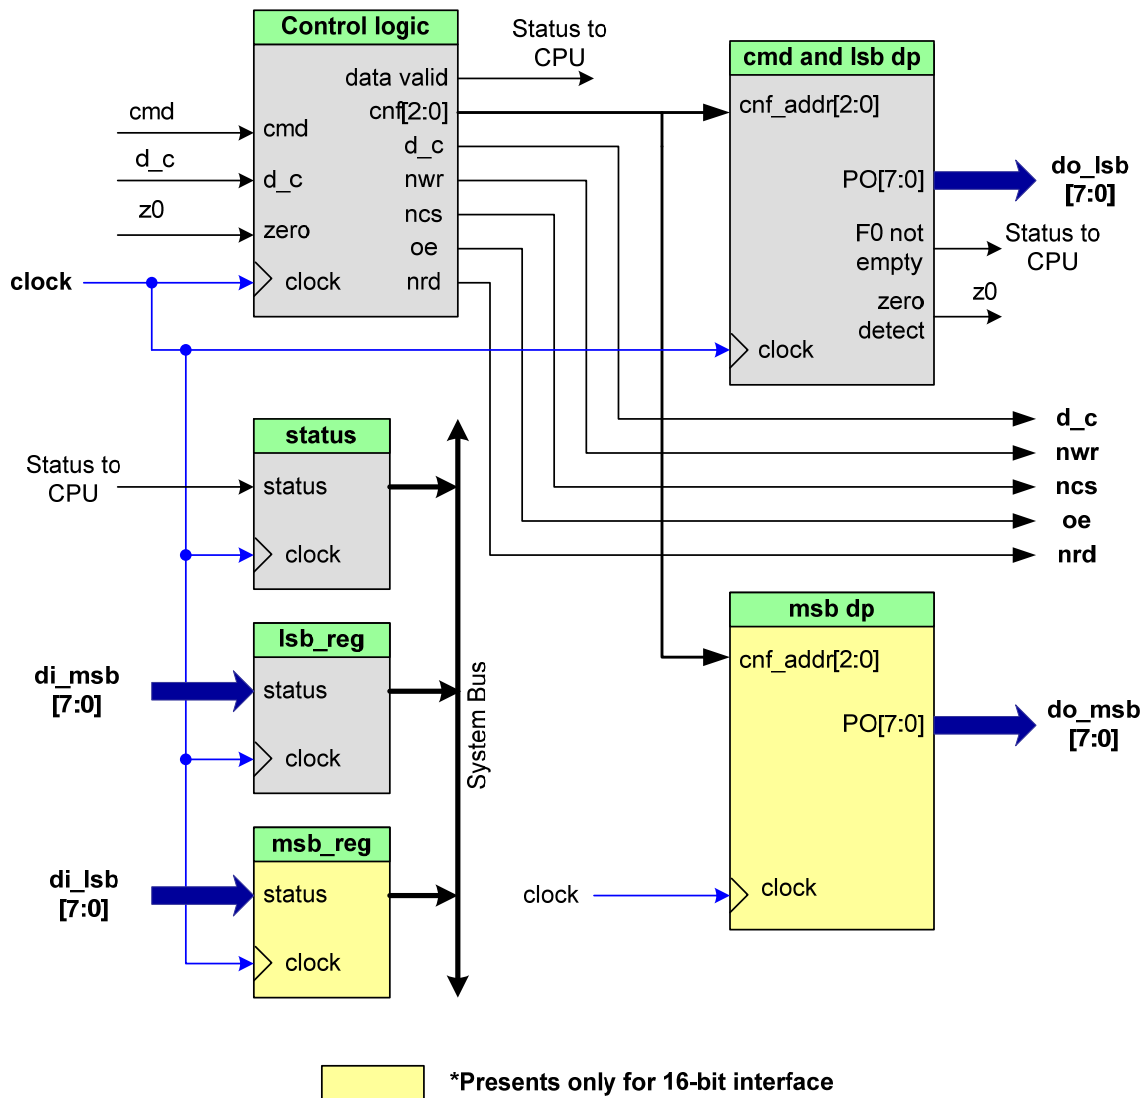 Control logic
data valid
cnf[2:0]
d_c
nwr
ncs
oe
nrd
cmd
d_c
zero
clock
cmd
d_c
z0
clock
Status to
CPU
cmd and lsb dp
cnf_addr[2:0]
PO[7:0]
F0 not
empty
zero
detect
clock
do_lsb
[7:0]
Status to
CPU
z0
d_c
nwr
ncs
oe
nrd
status
status
clock
Status to
CPU
lsb_reg
status
clock
di_msb
[7:0]
msb_reg
status
clock
di_lsb
[7:0]
System Bus
msb dp
cnf_addr[2:0]
PO[7:0]
clock
do_msb
[7:0]
clock
*Presents only for 16-bit interface